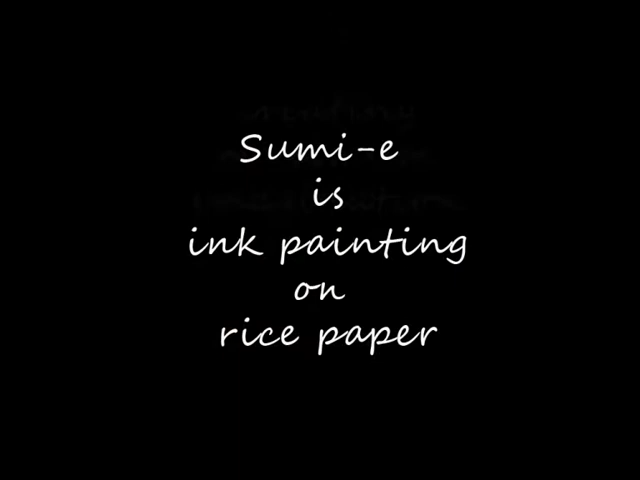 Sumi-e
is
ink painting
on
rice paper